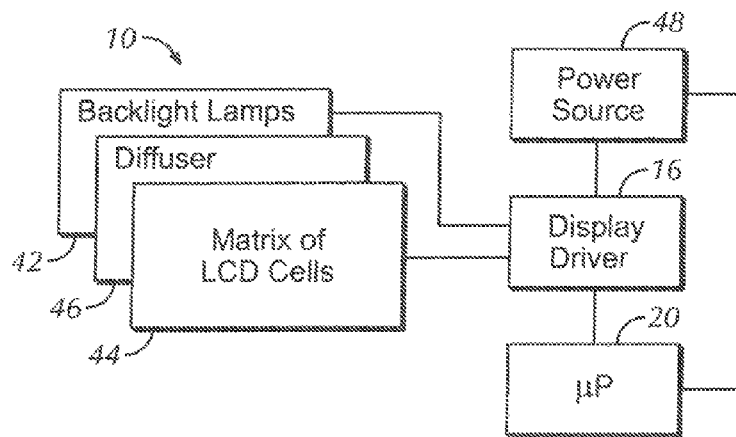 10
48
Backlight Lamps
Power
Source
Diffuser
16
Matrix of
LCD Cells
Display
Driver
42
46
44
20
µP